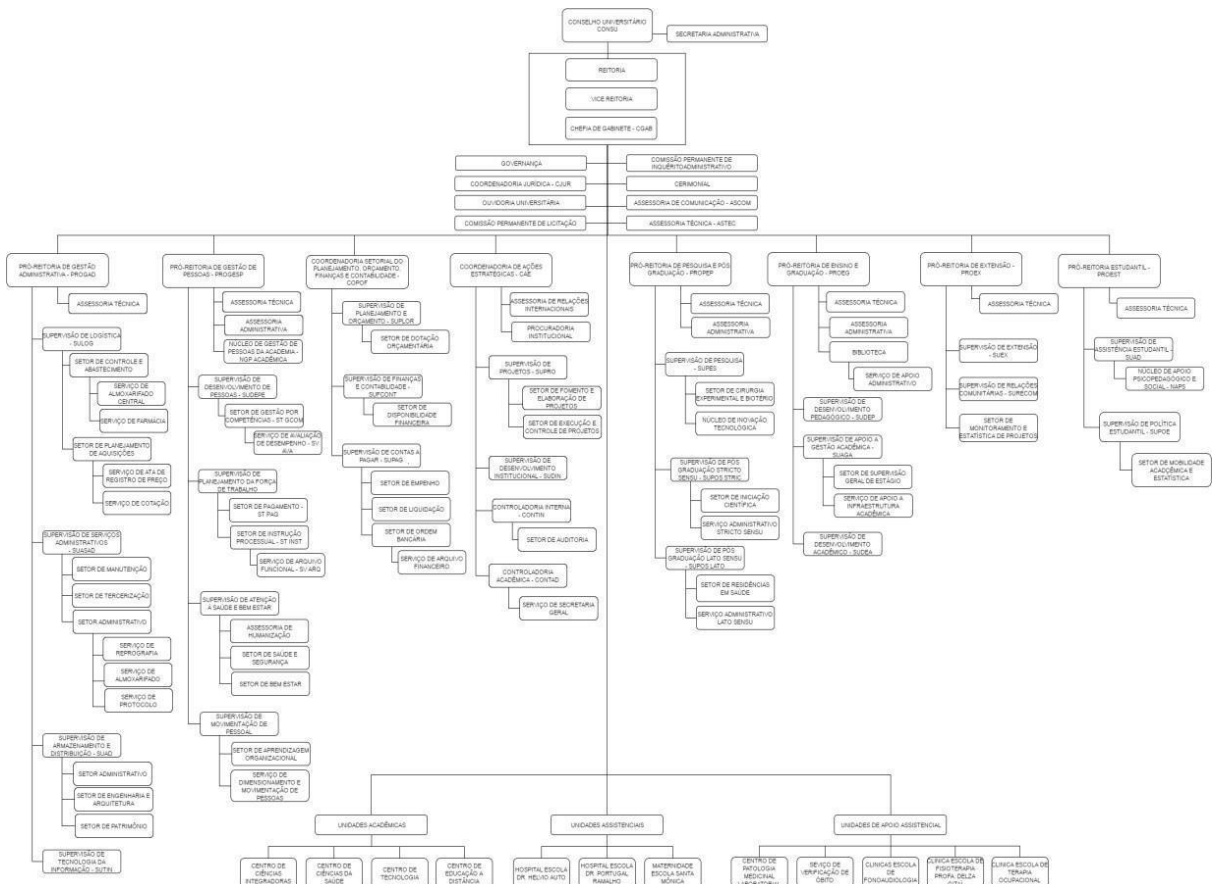 CONSELHO UNIVERSITÁRIO
CONSU
SECRETARIA ADMINISTRATIVA
REITORIA
VICE REITORIA
CHEFIA DE GABINETE - CGAB
GOVERNANÇA
COMISSÃO PERMANENTE DE
INQUÉRITOADMINISTRATIVO
COORDENADORIA JURÍDICA - CJUR
CERIMONIAL
OUVIDORIA UNIVERSITÁRIA
ASSESSORIA DE COMUNICAÇÃO - ASCOM
COMISSÃO PERMANENTE DE LICITAÇÃO
ASSESSORIA TÉCNICA - ASTEC
PRÓ-REITORIA DE GESTÃO
ADMINISTRATIVA - PROGAD
ASSESSORIA TÉCNICA
SUPERVISÃO DE LOGÍSTICA
- SULOG
SETOR DE CONTROLE E
ABASTECIMENTO
SERVIÇO DE
ALMOXARIFADO
CENTRAL
SERVIÇO DE FARMÁCIA
SETOR DE PLANEJAMENTO
DE AQUISIÇÕES
SERVIÇO DE ATA DE
REGISTRO DE PREÇO
SERVIÇO DE COTAÇÃO
SUPERVISÃO DE SERVIÇOS
ADMINISTRATIVOS
- SUASAD
SETOR DE MANUTENÇÃO
SETOR DE TERCERIZAÇÃO
SETOR ADMINISTRATIVO
SERVIÇO DE
REPROGRAFIA
SERVIÇO DE
ALMOXARIFADO
SERVIÇO DE
PROTOCOLO
SUPERVISÃO DE
ARMAZENAMENTO E
DISTRIBUIÇÃO - SUAD
SETOR ADMINISTRATIVO
SETOR DE ENGENHARIA E
ARQUITETURA
SETOR DE PATRIMÔNIO
SUPERVISÃO DE
TECNOLOGIA DA
INFORMAÇÃO - SUTIN
PRÓ-REITORIA DE GESTÃO DE
PESSOAS - PROGESP
ASSESSORIA TÉCNICA
ASSESSORIA
ADMINISTRATIVA
NÚCLEO DE GESTÃO DE
PESSOAS DA ACADEMIA -
NGP ACADÊMICA
SUPERVISÃO DE
DESENVOLVIMENTO DE
PESSOAS - SUDEPE
SETOR DE GESTÃO POR
COMPETÊNCIAS - ST GCOM
SERVIÇO DE AVALIAÇÃO
DE DESEMPENHO - SV
AVA
SUPERVISÃO DE
PLANEJAMENTO DA FORÇA
DE TRABALHO
SETOR DE PAGAMENTO -
ST PAG
SETOR DE INSTRUÇÃO
PROCESSUAL - ST INST
SERVIÇO DE ARQUIVO
FUNCIONAL - SV ARQ
SUPERVISÃO DE ATENÇÃO
À SAÚDE E BEM ESTAR
ASSESSORIA DE
HUMANIZAÇÃO
SETOR DE SAÚDE E
SEGURANÇA
SETOR DE BEM ESTAR
SUPERVISÃO DE
MOVIMENTAÇÃO DE
PESSOAL
SETOR DE APRENDIZAGEM
ORGANIZACIONAL
SERVIÇO DE
DIMENSIONAMENTO E
MOVIMENTAÇÃO DE
PESSOAS
COORDENADORIA SETORIAL DO
PLANEJAMENTO, ORÇAMENTO,
FINANÇAS E CONTABILIDADE -
COPOF
SUPERVISÃO DE
PLANEJAMENTO E
ORÇAMENTO - SUPLOR
SETOR DE DOTAÇÃO
ORÇAMENTÁRIA
SUPERVISÃO DE FINANÇAS
E CONTABILIDADE -
SUFCONT
SETOR DE
DISPONIBILIDADE
FINANCEIRA
SUPERVISÃO DE CONTAS A
PAGAR - SUPAG
SETOR DE EMPENHO
SETOR DE LIQUIDAÇÃO
SETOR DE ORDEM
BANCÁRIA
SERVIÇO DE ARQUIVO
FINANCEIRO
COORDENADORIA DE AÇÕES
ESTRATÉGICAS - CAE
ASSESSORIA DE RELAÇÕES
INTERNACIONAIS
PROCURADORIA
INSTITUCIONAL
SUPERVISÃO DE
PROJETOS - SUPRO
SETOR DE FOMENTO E
ELABORAÇÃO DE
PROJETOS
SETOR DE EXECUÇÃO E
CONTROLE DE PROJETOS
SUPERVISÃO DE
DESENVOLVIMENTO
INSTITUCIONAL - SUDIN
CONTROLADORIA INTERNA
- CONTIN
SETOR DE AUDITORIA
CONTROLADORIA
ACADÊMICA - CONTAD
SERVIÇO DE SECRETARIA
GERAL
PRÓ-REITORIA DE PESQUISA E PÓS
GRADUAÇÃO - PROPEP
ASSESSORIA TÉCNICA
ASSESSORIA
ADMINISTRATIVA
SUPERVISÃO DE PESQUISA
- SUPES
SETOR DE CIRURGIA
EXPERIMENTAL E BIOTÉRIO
NÚCLEO DE INOVAÇÃO
TECNOLÓGICA
SUPERVISÃO DE PÓS
GRADUAÇÃO STRICTO
SENSU - SUPOS STRIC
SETOR DE INICIAÇÃO
CIENTÍFICA
SERVIÇO ADMINISTRATIVO
STRICTO SENSU
SUPERVISÃO DE PÓS
GRADUAÇÃO LATO SENSU
- SUPOS LATO
SETOR DE RESIDÊNCIAS
EM SAÚDE
SERVIÇO ADMINISTRATIVO
LATO SENSU
PRÓ-REITORIA DE ENSINO E
GRADUAÇÃO - PROEG
ASSESSORIA TÉCNICA
ASSESSORIA
ADMINISTRATIVA
BIBLIOTECA
SERVIÇO DE APOIO
ADMINISTRATIVO
SUPERVISÃO DE
DESENVOLVIMENTO
PEDAGÓGICO - SUDEP
SUPERVISÃO DE APOIO A
GESTÃO ACADÊMICA -
SUAGA
SETOR DE SUPERVISÃO
GERAL DE ESTÁGIO
SERVIÇO DE APOIO A
INFRAESTRUTURA
ACADÊMICA
SUPERVISÃO DE
DESENVOLVIMENTO
ACADÊMICO - SUDEA
PRÓ-REITORIA DE EXTENSÃO -
PROEX
ASSESSORIA TÉCNICA
SUPERVISÃO DE EXTENSÃO
- SUEX
SUPERVISÃO DE RELAÇÕES
COMUNITÁRIAS - SURECOM
SETOR DE
MONITORAMENTO E
ESTATÍSTICA DE PROJETOS
PRÓ-REITORIA ESTUDANTIL -
PROEST
ASSESSORIA TÉCNICA
SUPERVISÃO DE
ASSISTÊNCIA ESTUDANTIL -
SUAD
NÚCLEO DE APOIO
PSICOPEDAGÓGICO E
SOCIAL - NAPS
SUPERVISÃO DE POLÍTICA
ESTUDANTIL - SUPOE
SETOR DE MOBILIDADE
ACADÇÊMICA E
ESTATÍSTICA
UNIDADES ACADÊMICAS
CENTRO DE
CIÊNCIAS
INTEGRADORAS
CENTRO DE
CIÊNCIAS DA
SAÚDE
CENTRO DE
TECNOLOGIA
CENTRO DE
EDUCAÇÃO A
DISTÂNCIA
UNIDADES ASSISTENCIAIS
HOSPITAL ESCOLA
DR. HELVIO AUTO
HOSPITAL ESCOLA
DR. PORTUGAL
RAMALHO
MATERNIDADE
ESCOLA SANTA
MÔNICA
UNIDADES DE APOIO ASSISTENCIAL
CENTRO DE
PATOLOGIA
MEDICINAL
SEVIÇO DE
VERIFICAÇÃO DE
ÓBITO
CLINICAS ESCOLA
DE
FONOAUDIOLOGIA
CLINICA ESCOLA DE
FISIOTERAPIA
PROFA. DELZA
CLINICA ESCOLA DE
TERAPIA
OCUPACIONAL